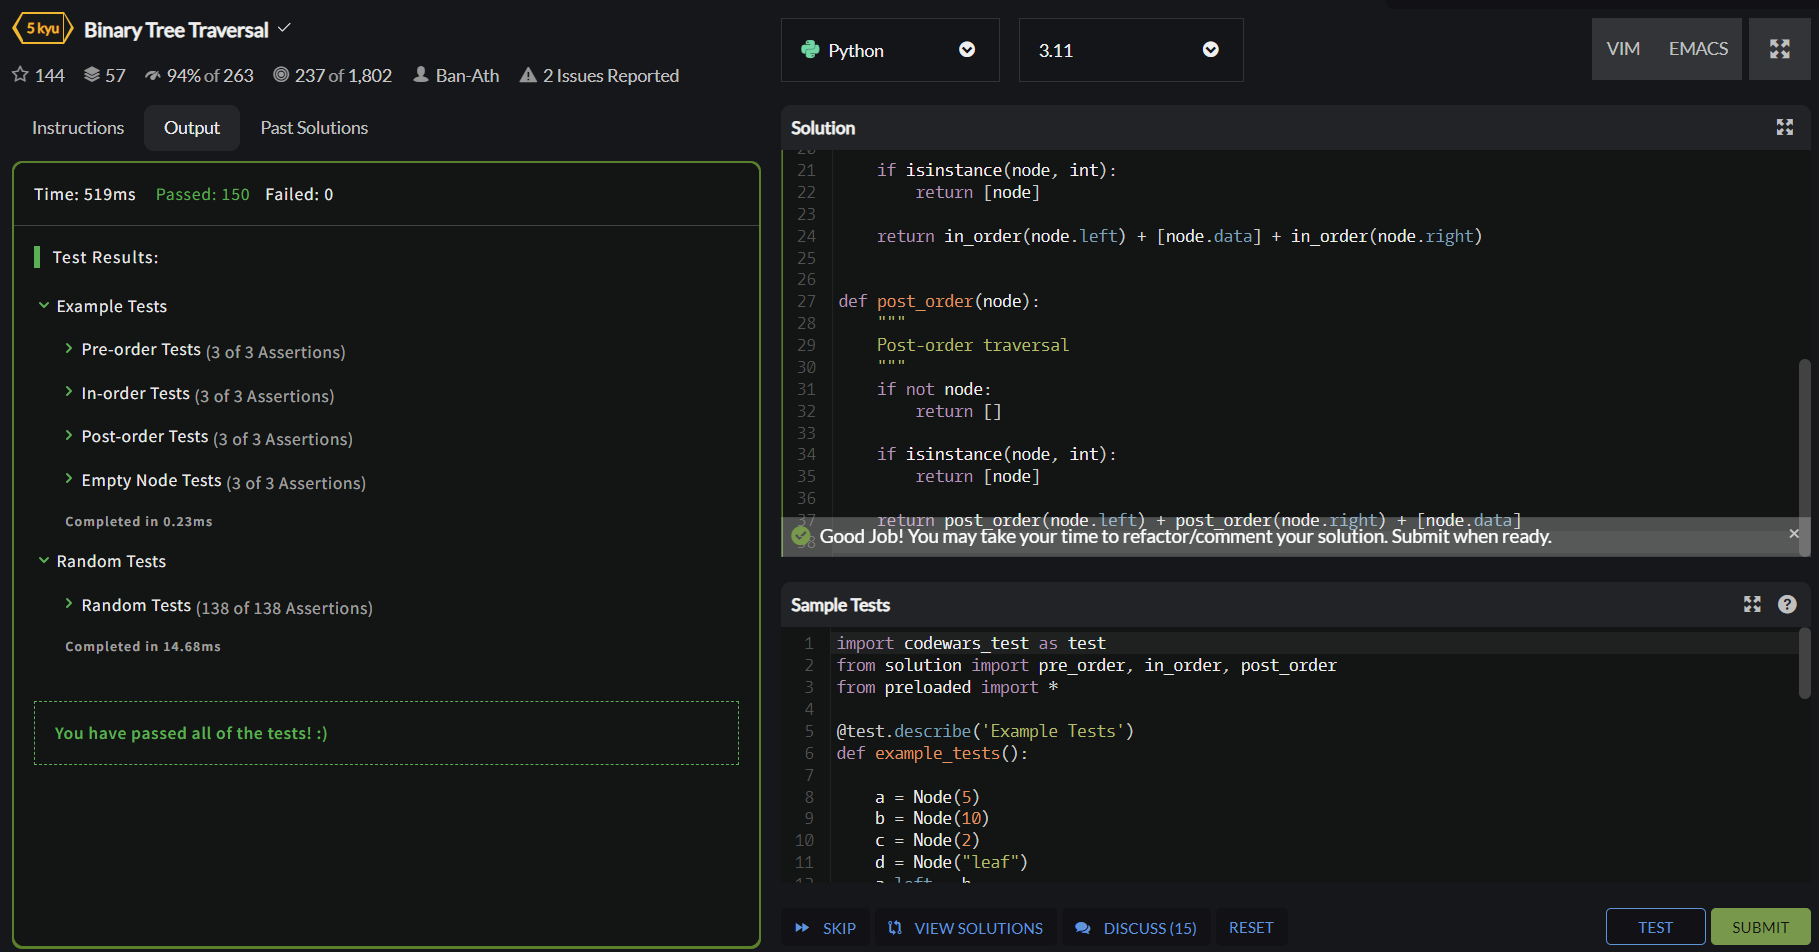 5 kyu Binary Tree Traversal
144 57 94% of 263 237 of 1,802 Ban-Ath 2 Issues Reported
Instructions Output Past Solutions
Time: 519ms Passed: 150 Failed: 0
Test Results:
Example Tests
Pre-order Tests (3 of 3 Assertions)
In-order Tests (3 of 3 Assertions)
Post-order Tests (3 of 3 Assertions)
Empty Node Tests (3 of 3 Assertions)
Completed in 0.23ms
Random Tests
Random Tests (138 of 138 Assertions)
Completed in 14.68ms
You have passed all of the tests! :)
Python 3.11 VIM EMACS
Solution
20
21 if isinstance(node, int):
22 return [node]
23
24 return in_order(node.left) + [node.data] + in_order(node.right)
25
26
27 def post_order(node):
28 """
29 Post-order traversal
30 """
31 if not node:
32 return []
33
34 if isinstance(node, int):
35 return [node]
36
37 return post_order(node.left) + post_order(node.right) + [node.data]
38
Good Job! You may take your time to refactor/comment your solution. Submit when ready.
Sample Tests
1 import codewars_test as test
2 from solution import pre_order, in_order, post_order
3 from preloaded import *
4
5 @test.describe('Example Tests')
6 def example_tests():
7
8 a = Node(5)
9 b = Node(10)
10 c = Node(2)
11 d = Node("leaf")
SKIP VIEW SOLUTIONS DISCUSS (15) RESET TEST SUBMIT